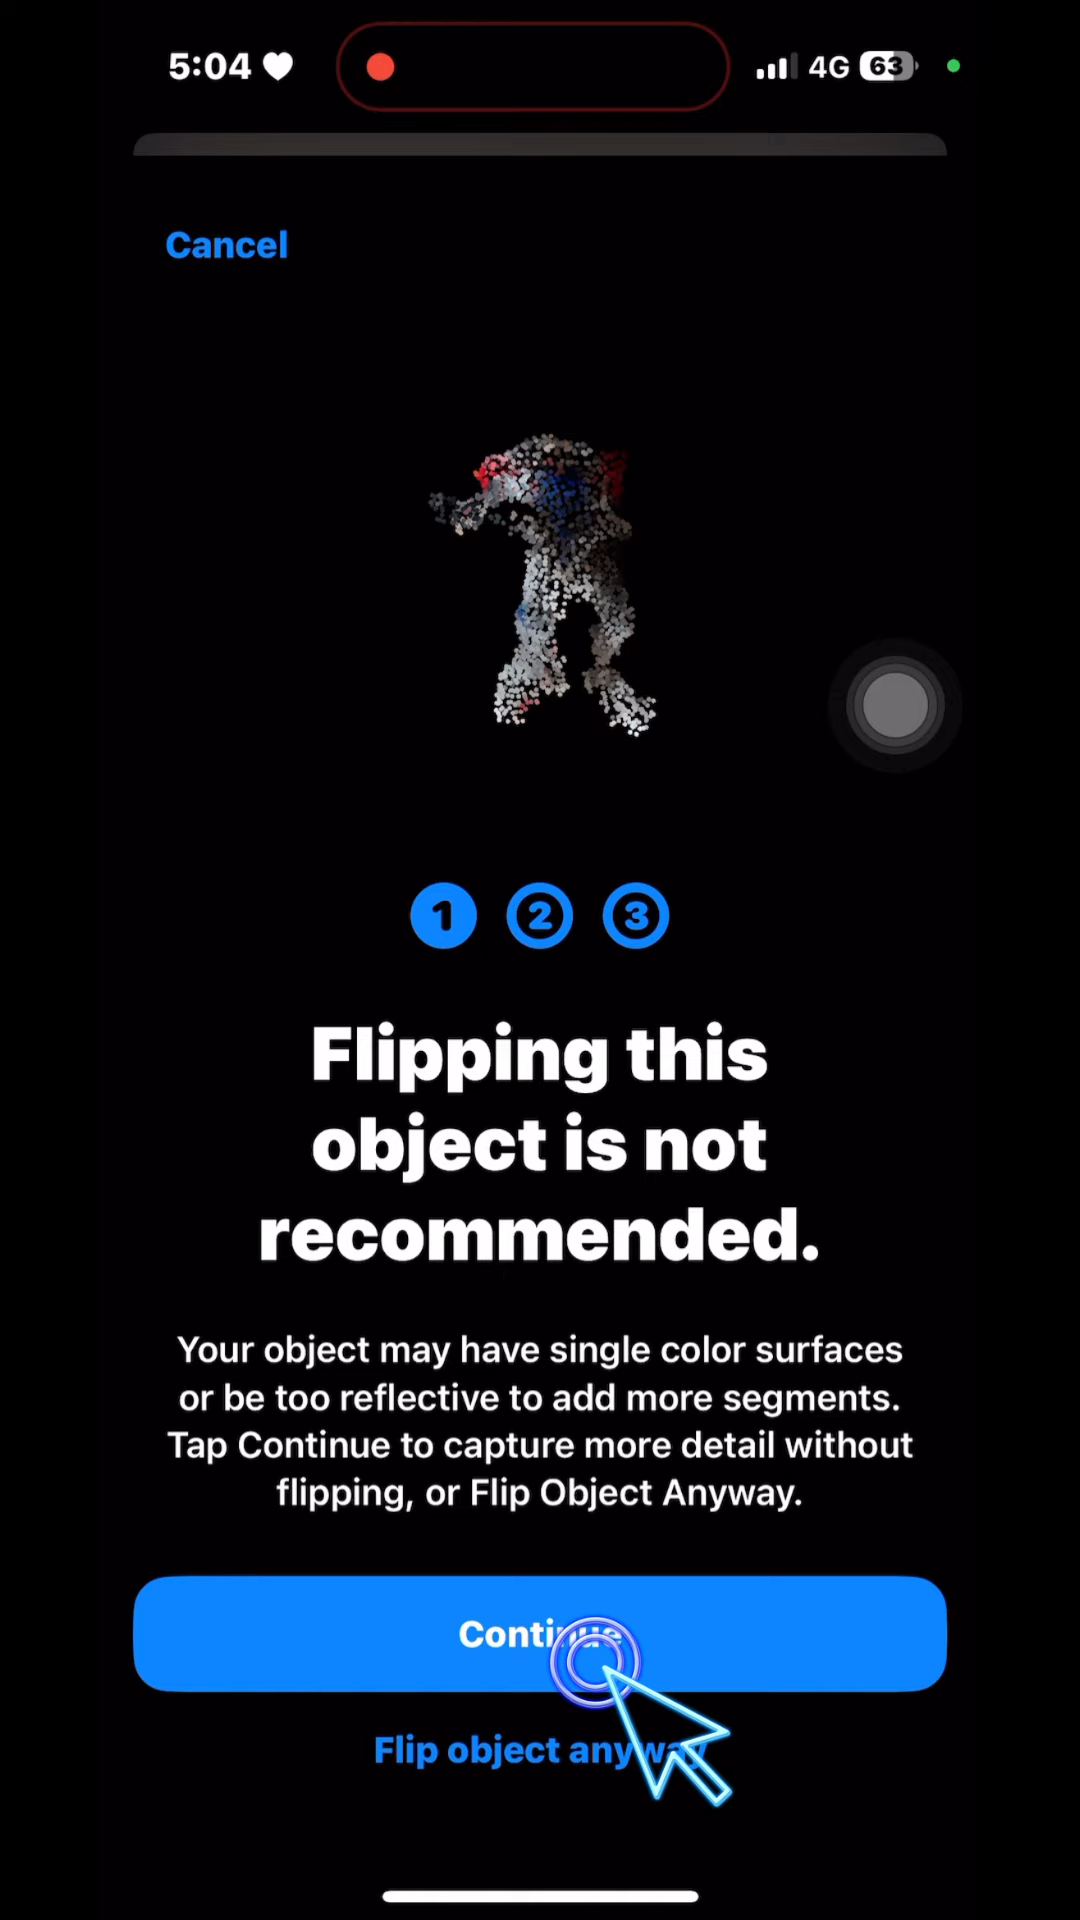 5:04
4G 63
Cancel
1 2 3
Flipping this
object is not
recommended.
Your object may have single color surfaces
or be too reflective to add more segments.
Tap Continue to capture more detail without
flipping, or Flip Object Anyway.
Continue
Flip object anyway